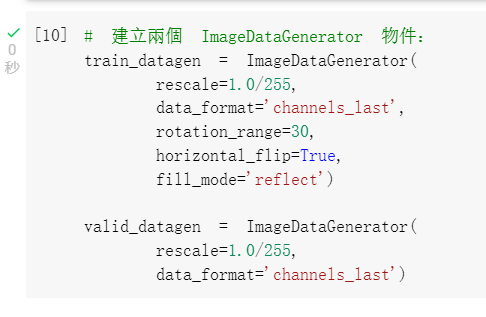 [10] # 建立兩個 ImageDataGenerator 物件：
train_datagen = ImageDataGenerator(
rescale=1.0/255,
data_format='channels_last',
rotation_range=30,
horizontal_flip=True,
fill_mode='reflect')
valid_datagen = ImageDataGenerator(
rescale=1.0/255,
data_format='channels_last')
0
秒